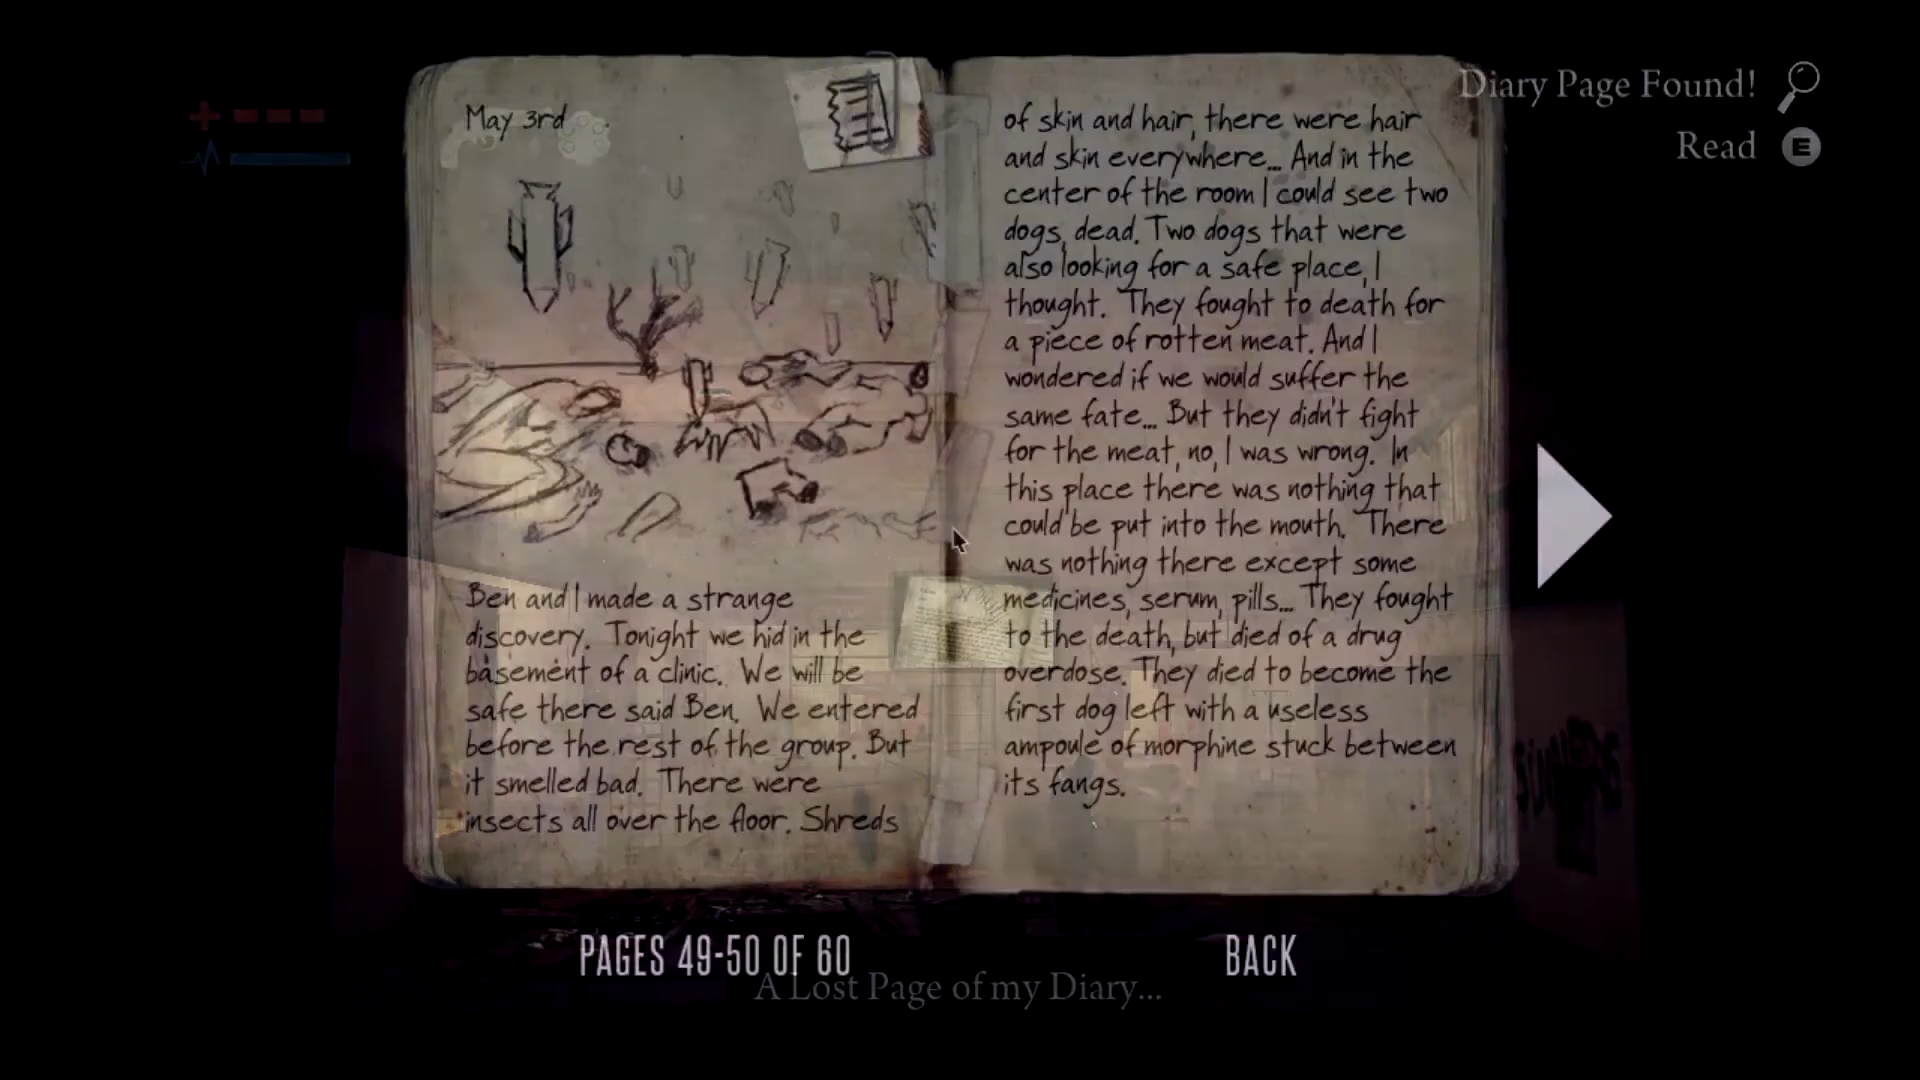 Diary Page Found!
Read E
May 3rd
Ben and I made a strange
discovery. Tonight we hid in the
basement of a clinic. We will be
safe there said Ben. We entered
before the rest of the group. But
it smelled bad. There were
insects all over the floor. Shreds
of skin and hair, there were hair
and skin everywhere... And in the
center of the room I could see two
dogs, dead. Two dogs that were
also looking for a safe place, I
thought. They fought to death for
a piece of rotten meat. And I
wondered if we would suffer the
same fate... But they didn't fight
for the meat, no, I was wrong. In
this place there was nothing that
could be put into the mouth. There
was nothing there except some
medicines, serum, pills... They fought
to the death, but died of a drug
overdose. They died to become the
first dog left with a useless
ampoule of morphine stuck between
its fangs.
PAGES 49-50 OF 60
BACK
A Lost Page of my Diary...